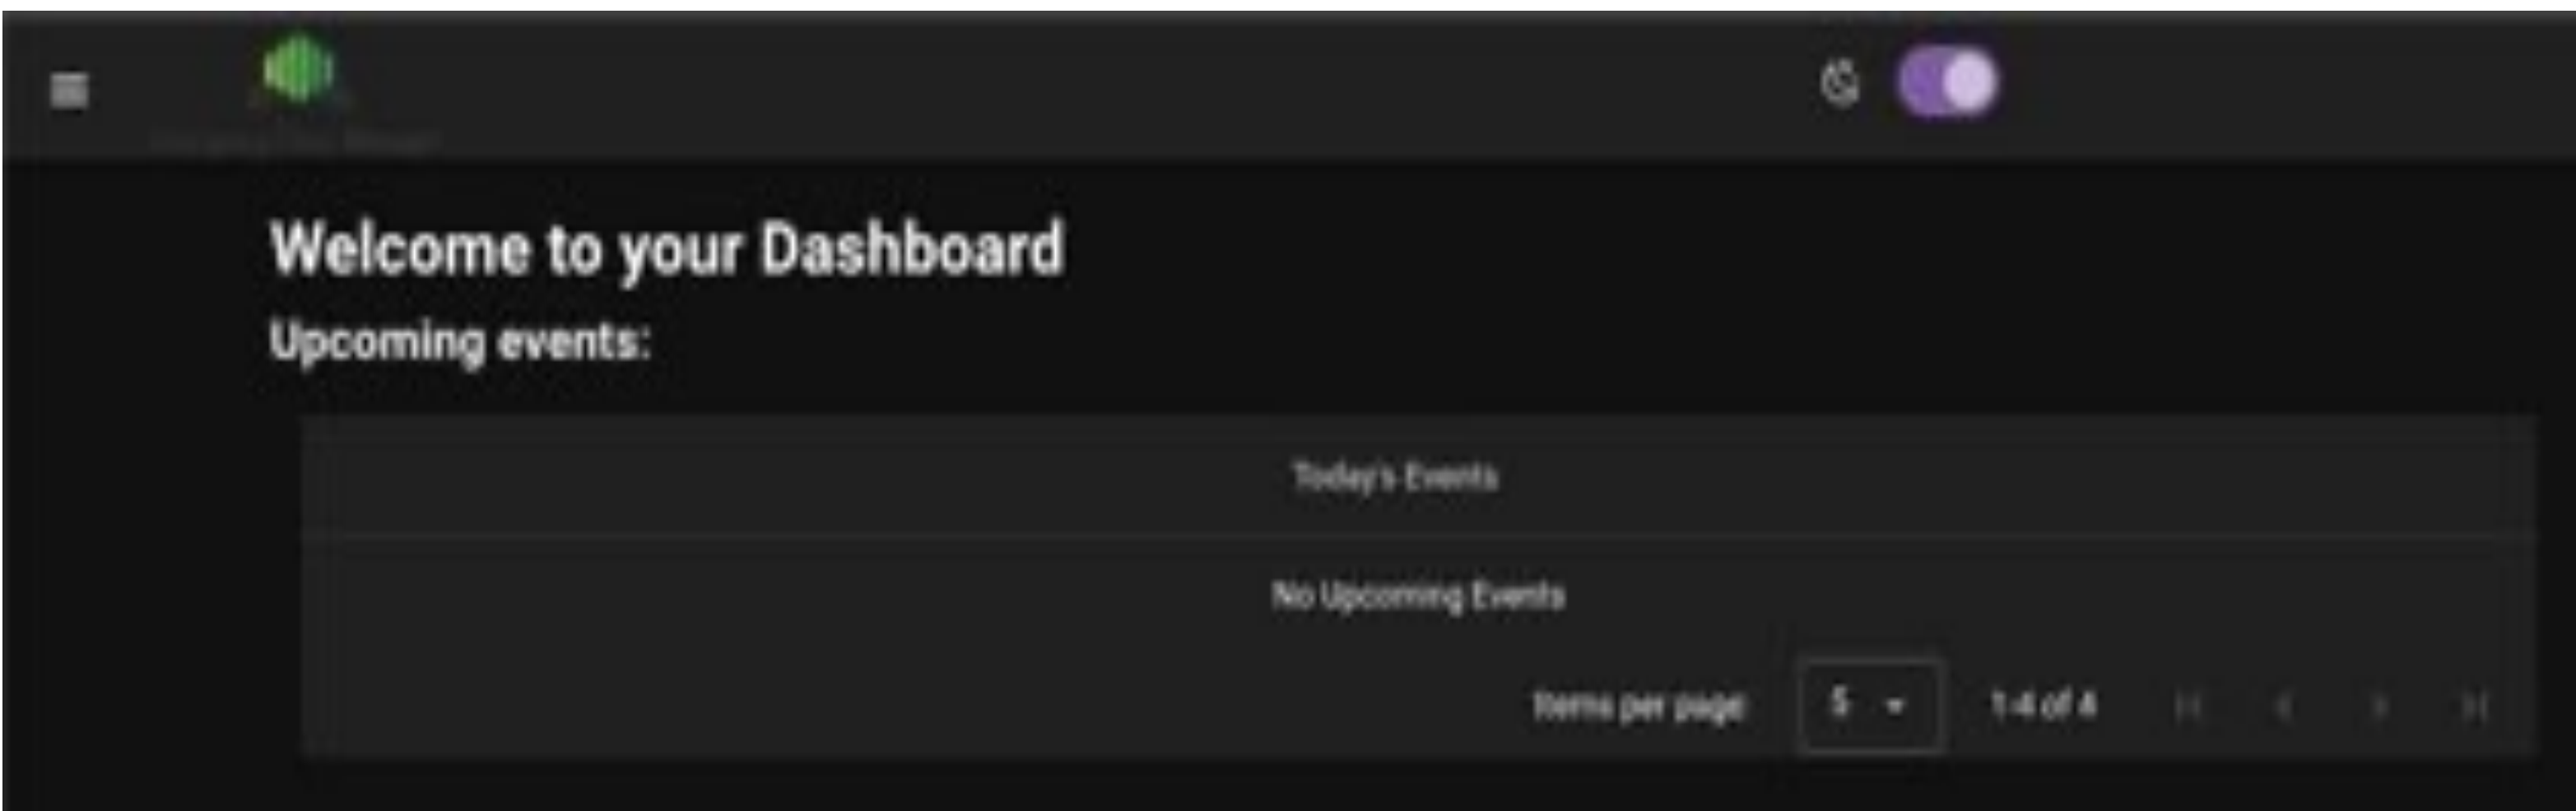 Welcome to your Dashboard
Upcoming events:
Today's Events
No Upcoming Events
Items per page: 5 1-4 of 4